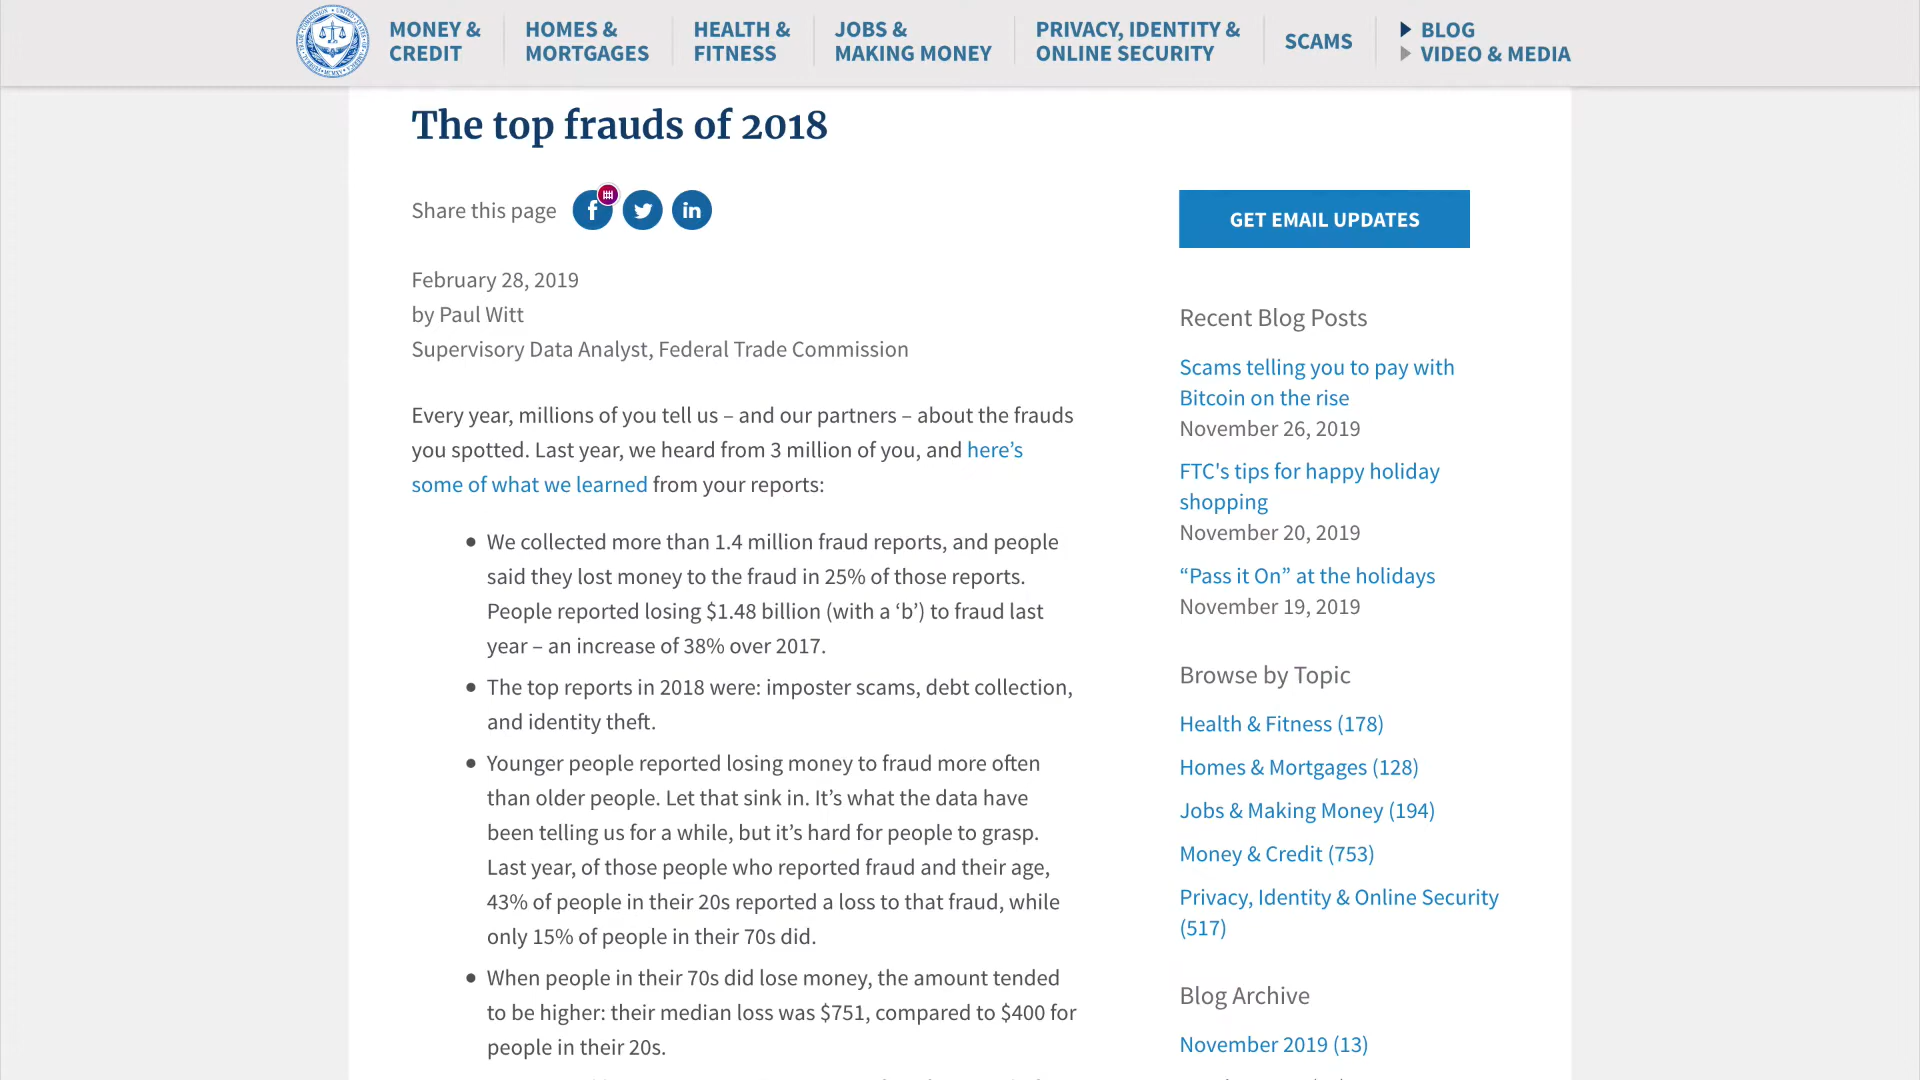 MONEY &
CREDIT
HOMES &
MORTGAGES
HEALTH &
FITNESS
JOBS &
MAKING MONEY
PRIVACY, IDENTITY &
ONLINE SECURITY
SCAMS
BLOG
VIDEO & MEDIA
The top frauds of 2018
Share this page
February 28, 2019
by Paul Witt
Supervisory Data Analyst, Federal Trade Commission
Every year, millions of you tell us – and our partners – about the frauds
you spotted. Last year, we heard from 3 million of you, and here’s
some of what we learned from your reports:
We collected more than 1.4 million fraud reports, and people
said they lost money to the fraud in 25% of those reports.
People reported losing $1.48 billion (with a ‘b’) to fraud last
year – an increase of 38% over 2017.
The top reports in 2018 were: imposter scams, debt collection,
and identity theft.
Younger people reported losing money to fraud more often
than older people. Let that sink in. It’s what the data have
been telling us for a while, but it’s hard for people to grasp.
Last year, of those people who reported fraud and their age,
43% of people in their 20s reported a loss to that fraud, while
only 15% of people in their 70s did.
When people in their 70s did lose money, the amount tended
to be higher: their median loss was $751, compared to $400 for
people in their 20s.
GET EMAIL UPDATES
Recent Blog Posts
Scams telling you to pay with
Bitcoin on the rise
November 26, 2019
FTC's tips for happy holiday
shopping
November 20, 2019
“Pass it On” at the holidays
November 19, 2019
Browse by Topic
Health & Fitness (178)
Homes & Mortgages (128)
Jobs & Making Money (194)
Money & Credit (753)
Privacy, Identity & Online Security
(517)
Blog Archive
November 2019 (13)